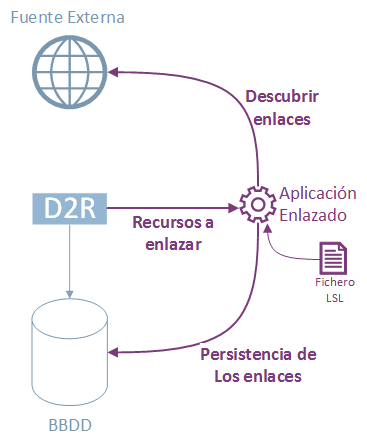 Fuente Externa
Descubrir
enlaces
D2R
Recursos a
enlazar
Aplicación
Enlazado
Fichero
LSL
Persistencia de
Los enlaces
BBDD